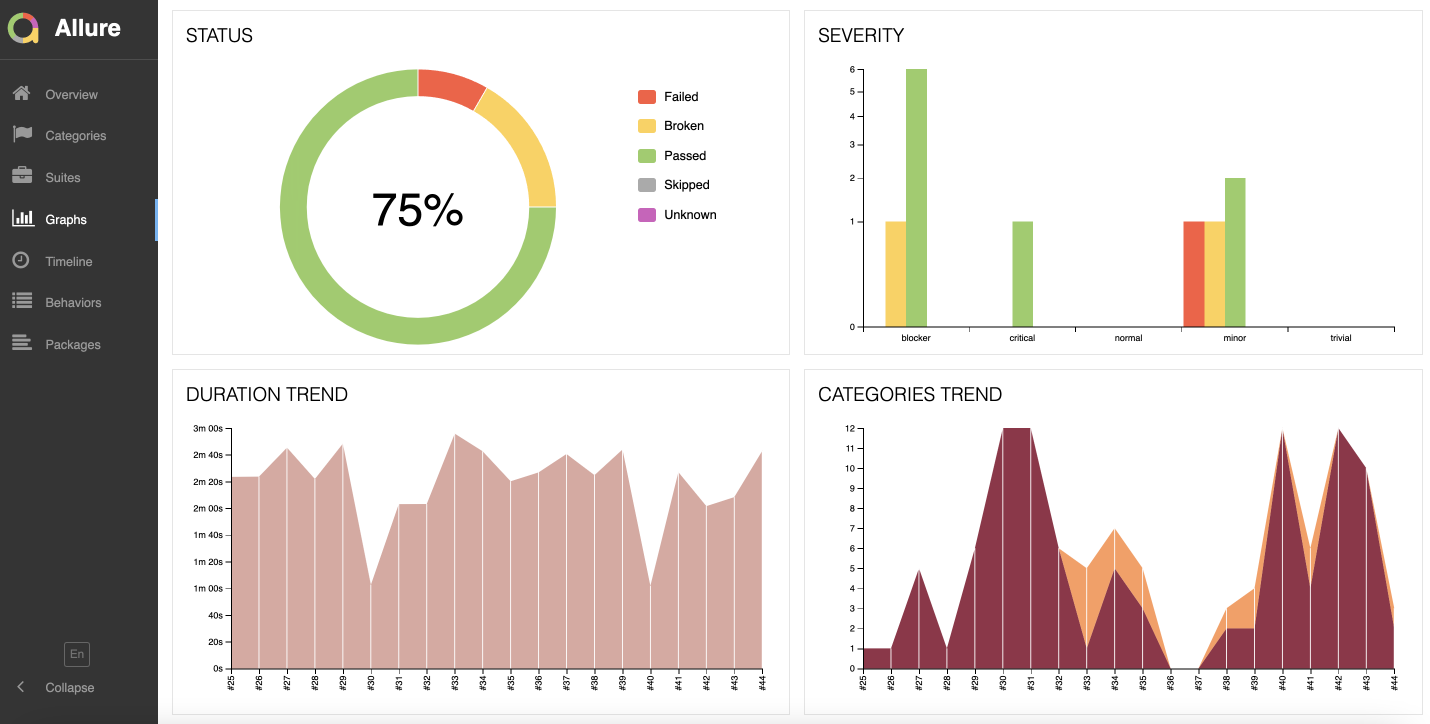 Allure
Overview
Categories
Suites
Graphs
Timeline
Behaviors
Packages
En
Collapse
STATUS
75%
Failed
Broken
Passed
Skipped
Unknown
SEVERITY
6
5
4
3
2
1
0
blocker critical normal minor trivial
DURATION TREND
3m 00s
2m 40s
2m 20s
2m 00s
1m 40s
1m 20s
1m 00s
40s
20s
0s
#25 #26 #27 #28 #29 #30 #31 #32 #33 #34 #35 #36 #37 #38 #39 #40 #41 #42 #43 #44
CATEGORIES TREND
12
11
10
9
8
7
6
5
4
3
2
1
0
#25 #26 #27 #28 #29 #30 #31 #32 #33 #34 #35 #36 #37 #38 #39 #40 #41 #42 #43 #44